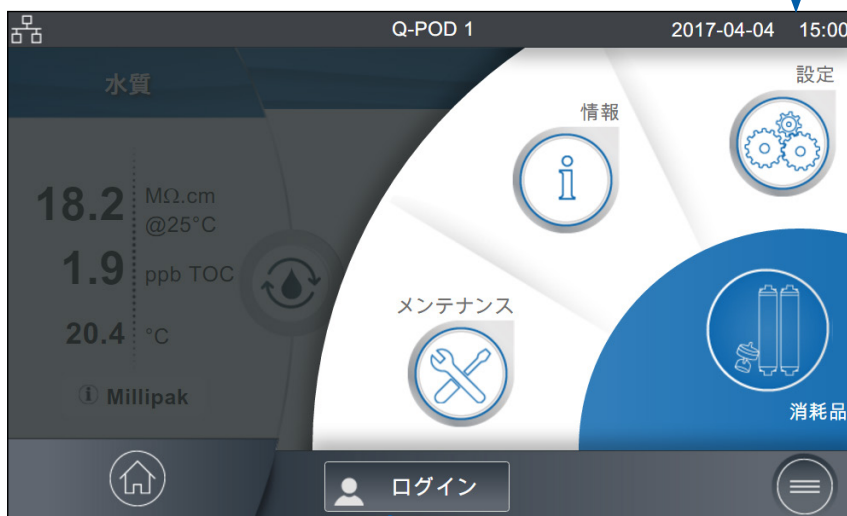 Q-POD 1
2017-04-04 15:00
水質
18.2 MΩ.cm
@25°C
1.9 ppb TOC
20.4 °C
Millipak
設定
情報
メンテナンス
消耗品
ログイン